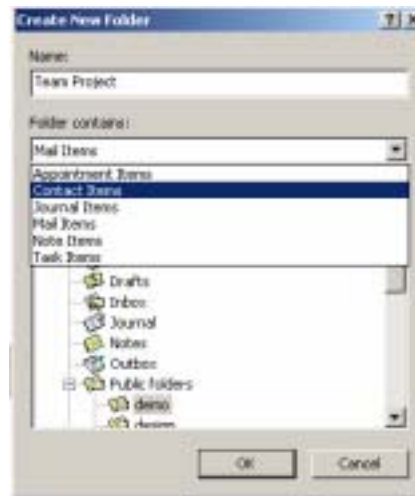 Create New Folder
Name:
Team Project
Folder contains:
Mail Items
Appointment Items
Contact Items
Journal Items
Mail Items
Note Items
Task Items
Drafts
Inbox
Journal
Notes
Outbox
Public folders
demo
design
OK
Cancel